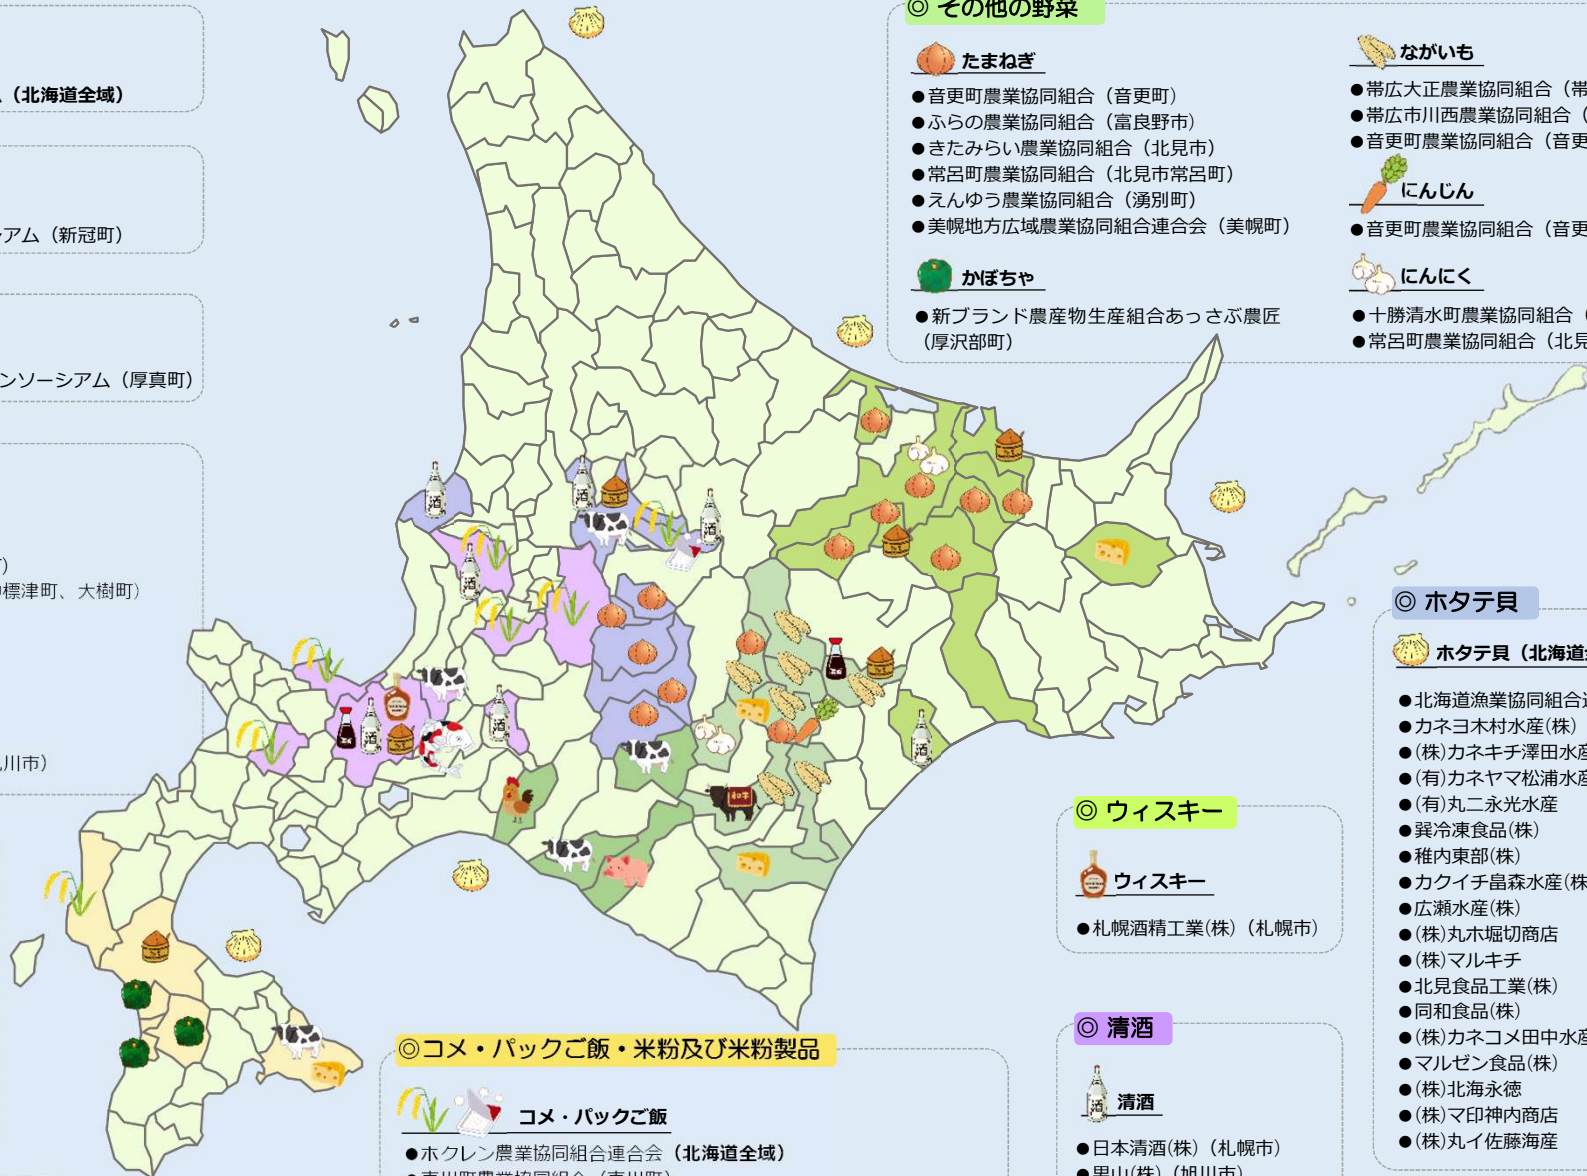 （北海道全域）
アム（新冠町）
ンソーシアム（厚真町）
標津町、大樹町）
川市）
◎ その他の野菜
たまねぎ
●音更町農業協同組合（音更町）
●ふらの農業協同組合（富良野市）
●きたみらい農業協同組合（北見市）
●常呂町農業協同組合（北見市常呂町）
●えんゆう農業協同組合（湧別町）
●美幌地方広域農業協同組合連合会（美幌町）
かぼちゃ
●新ブランド農産物生産組合あっさぶ農匠
（厚沢部町）
ながいも
●帯広大正農業協同組合（帯
●帯広市川西農業協同組合（
●音更町農業協同組合（音更
にんじん
●音更町農業協同組合（音更
にんにく
●十勝清水町農業協同組合（
●常呂町農業協同組合（北見
酒
酒
酒
酒
酒
酒
酒
和牛
◎ ホタテ貝
ホタテ貝（北海道
●北海道漁業協同組合
●カネヨ木村水産(株)
●(株)カネキチ澤田水産
●(有)カネヤマ松浦水産
●(有)丸二永光水産
●巽冷凍食品(株)
●稚内東部(株)
●カクイチ畠森水産(株
●広瀬水産(株)
●(株)丸ホ堀切商店
●(株)マルキチ
●北見食品工業(株)
●同和食品(株)
●(株)カネコメ田中水産
●マルゼン食品(株)
●(株)北海永徳
●(株)マ印神内商店
●(株)丸イ佐藤海産
◎ ウィスキー
ウィスキー
●札幌酒精工業(株)（札幌市）
◎ 清酒
酒 清酒
●日本清酒(株)（札幌市）
◎コメ・パックご飯・米粉及び米粉製品
コメ・パックご飯
●ホクレン農業協同組合連合会（北海道全域）